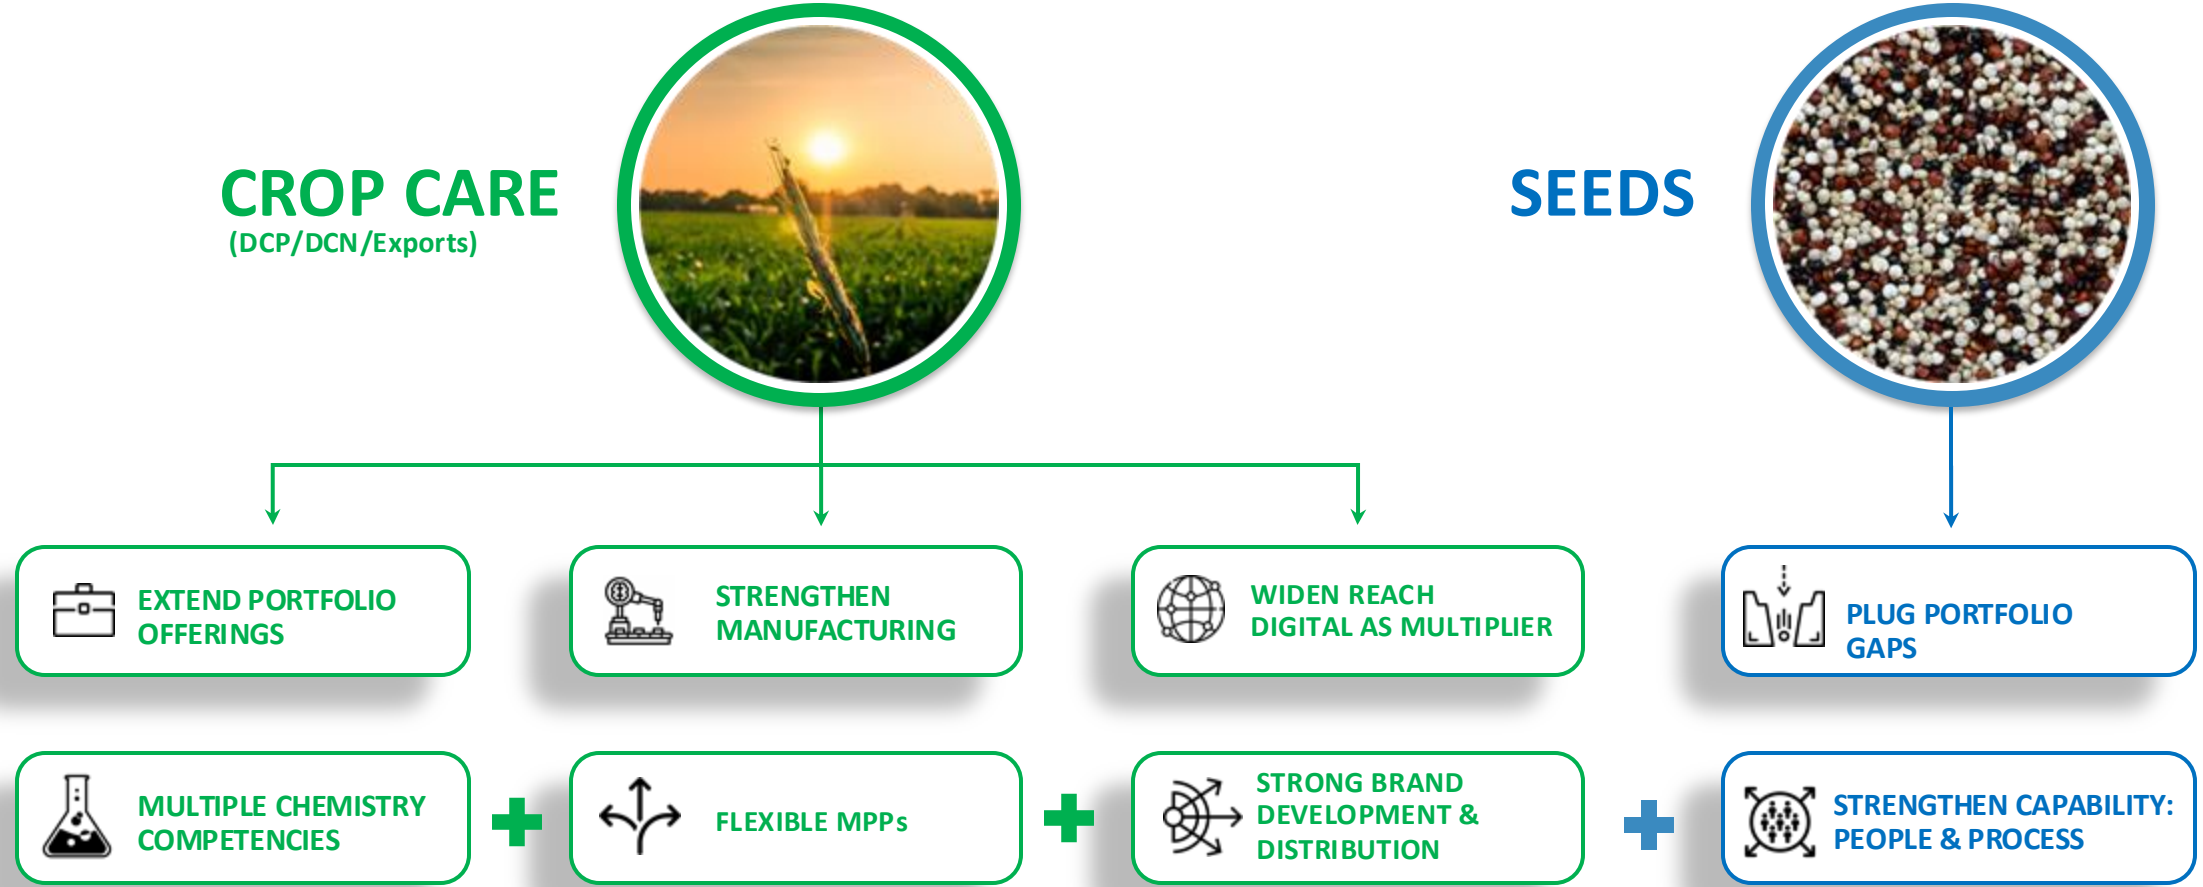 CROP CARE
(DCP/DCN/Exports)
SEEDS
EXTEND PORTFOLIO
OFFERINGS
STRENGTHEN
MANUFACTURING
WIDEN REACH
DIGITAL AS MULTIPLIER
PLUG PORTFOLIO
GAPS
MULTIPLE CHEMISTRY
COMPETENCIES
FLEXIBLE MPPs
STRONG BRAND
DEVELOPMENT &
DISTRIBUTION
STRENGTHEN CAPABILITY:
PEOPLE & PROCESS